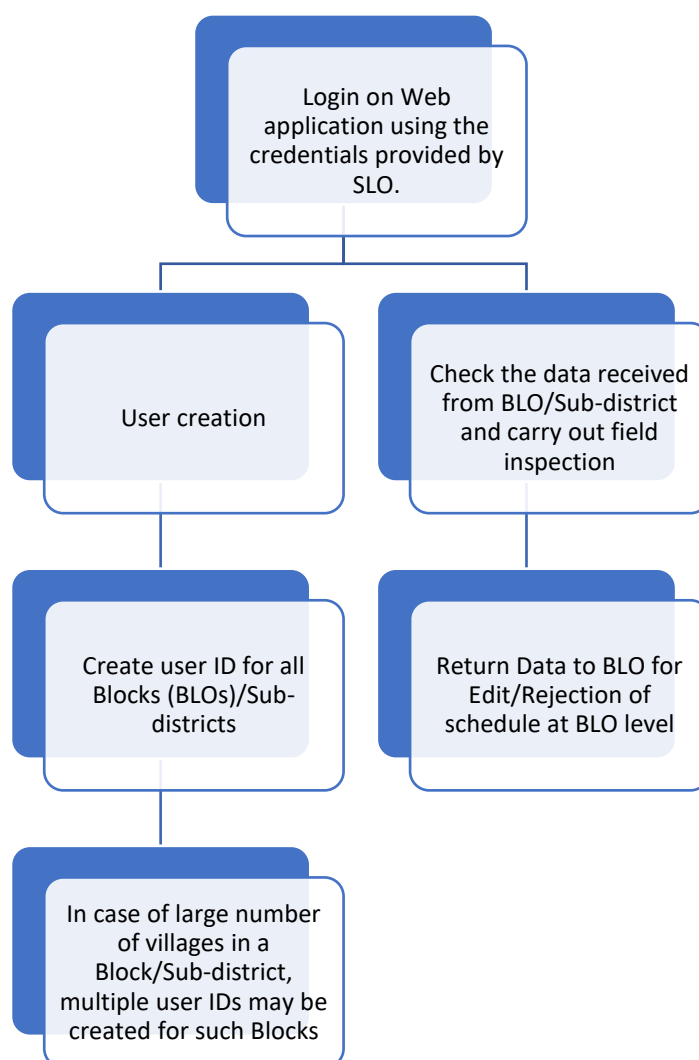 Login on Web
application using the
credentials provided by
SLO.
User creation
Check the data received
from BLO/Sub-district
and carry out field
inspection
Create user ID for all
Blocks (BLOs)/Sub-
districts
Return Data to BLO for
Edit/Rejection of
schedule at BLO level
In case of large number
of villages in a
Block/Sub-district,
multiple user IDs may be
created for such Blocks